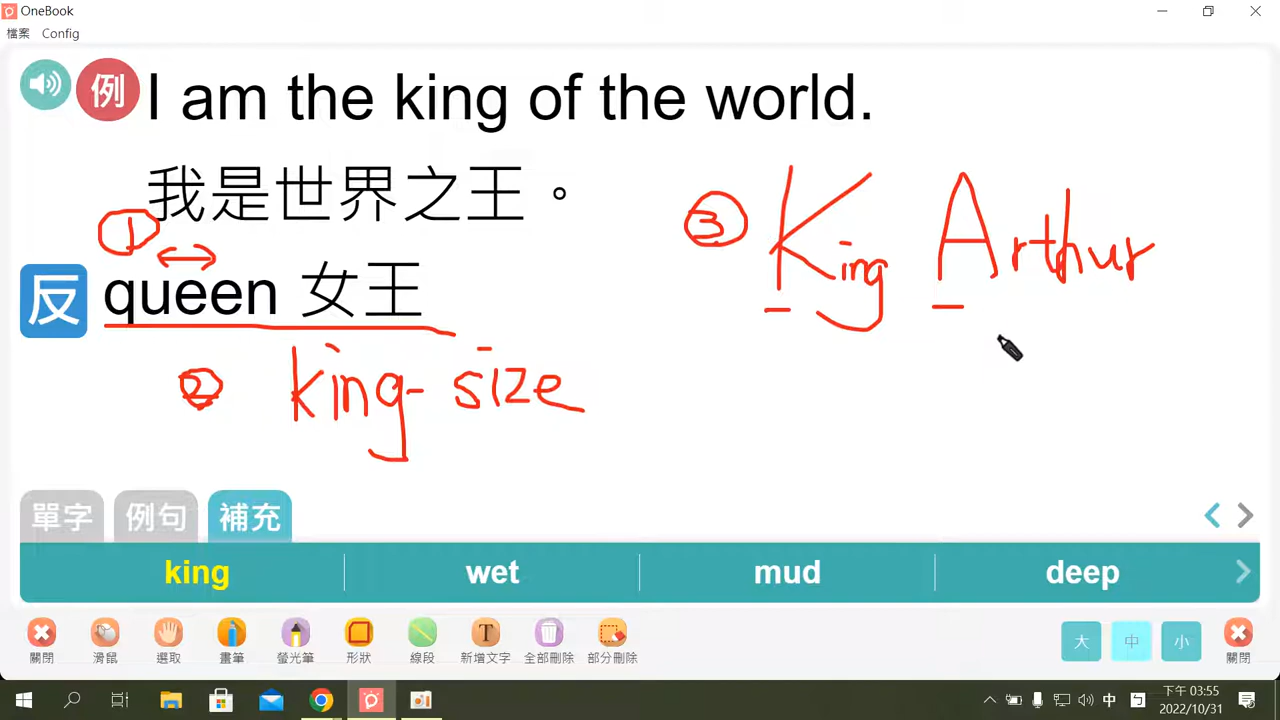 OneBook
檔案 Config
例 I am the king of the world.
我是世界之王。
① ↔
反 queen 女王
② king-size
③ King Arthur
單字 例句 補充
king wet mud deep
關閉 滑鼠 選取 畫筆 螢光筆 形狀 線段 新增文字 全部刪除 部分刪除 大 中 小 關閉
中 下午 03:55
2022/10/31